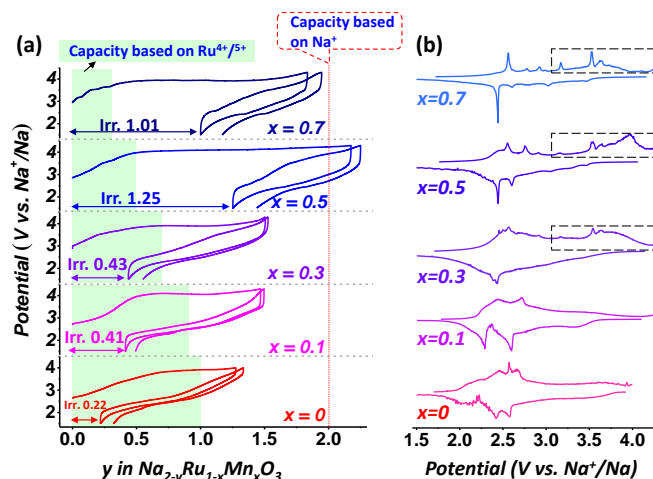 (a)
Capacity based on Ru⁴⁺/⁵⁺
Capacity based
on Na⁺
(b)
Potential ( V vs. Na⁺/Na)
4
3
2
Irr. 1.01
x = 0.7
4
3
2
Irr. 1.25
x = 0.5
4
3
2
Irr. 0.43
x = 0.3
4
3
2
Irr. 0.41
x = 0.1
4
3
2
Irr. 0.22
x = 0
0.0 0.5 1.0 1.5 2.0
y in Na₂₋yRu₁₋ₓMnₓO₃
x=0.7
x=0.5
x=0.3
x=0.1
x=0
1.5 2.0 2.5 3.0 3.5 4.0
Potential (V vs. Na⁺/Na)